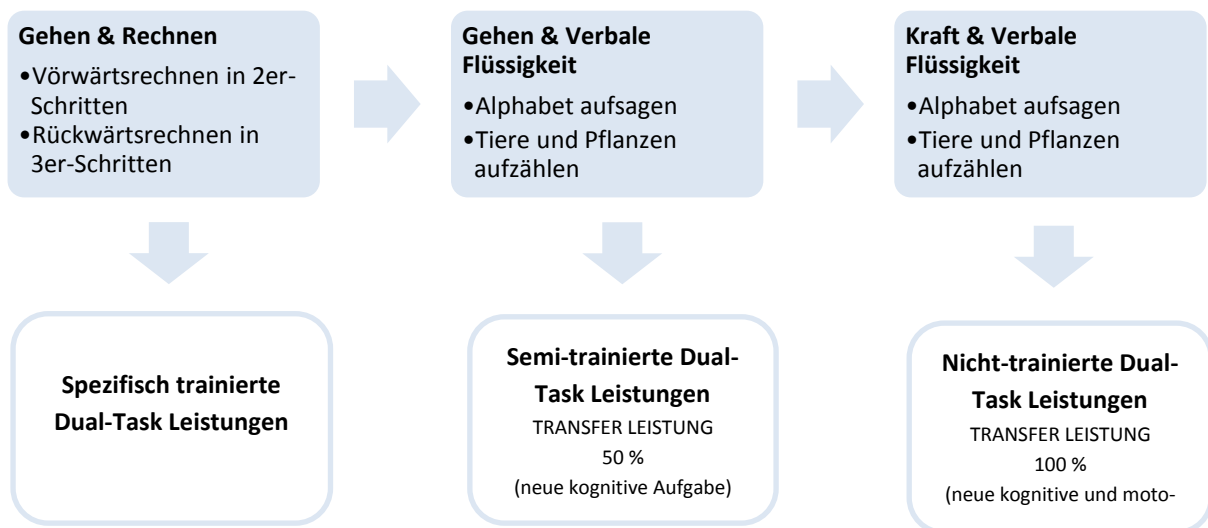 Gehen & Rechnen
•Vörwärtsrechnen in 2er-
Schritten
•Rückwärtsrechnen in
3er-Schritten
Gehen & Verbale
Flüssigkeit
•Alphabet aufsagen
•Tiere und Pflanzen
aufzählen
Kraft & Verbale
Flüssigkeit
•Alphabet aufsagen
•Tiere und Pflanzen
aufzählen
Spezifisch trainierte
Dual-Task Leistungen
Semi-trainierte Dual-
Task Leistungen
TRANSFER LEISTUNG
50 %
(neue kognitive Aufgabe)
Nicht-trainierte Dual-
Task Leistungen
TRANSFER LEISTUNG
100 %
(neue kognitive und moto-